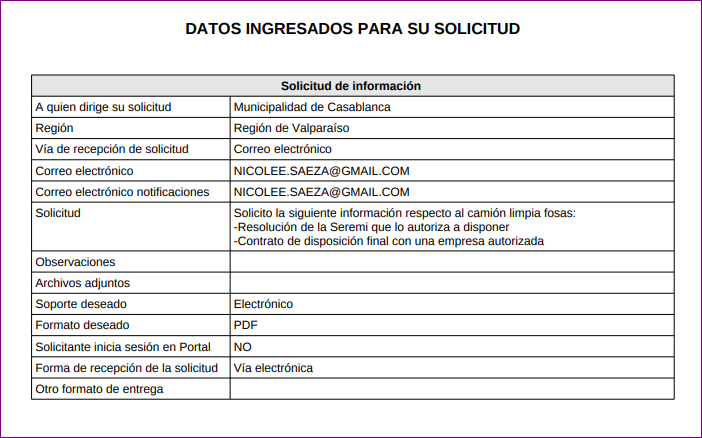 DATOS INGRESADOS PARA SU SOLICITUD
Solicitud de información
A quien dirige su solicitud Municipalidad de Casablanca
Región Región de Valparaíso
Vía de recepción de solicitud Correo electrónico
Correo electrónico NICOLEE.SAEZA@GMAIL.COM
Correo electrónico notificaciones NICOLEE.SAEZA@GMAIL.COM
Solicitud Solicito la siguiente información respecto al camión limpia fosas:
-Resolución de la Seremi que lo autoriza a disponer
-Contrato de disposición final con una empresa autorizada
Observaciones
Archivos adjuntos
Soporte deseado Electrónico
Formato deseado PDF
Solicitante inicia sesión en Portal NO
Forma de recepción de la solicitud Vía electrónica
Otro formato de entrega